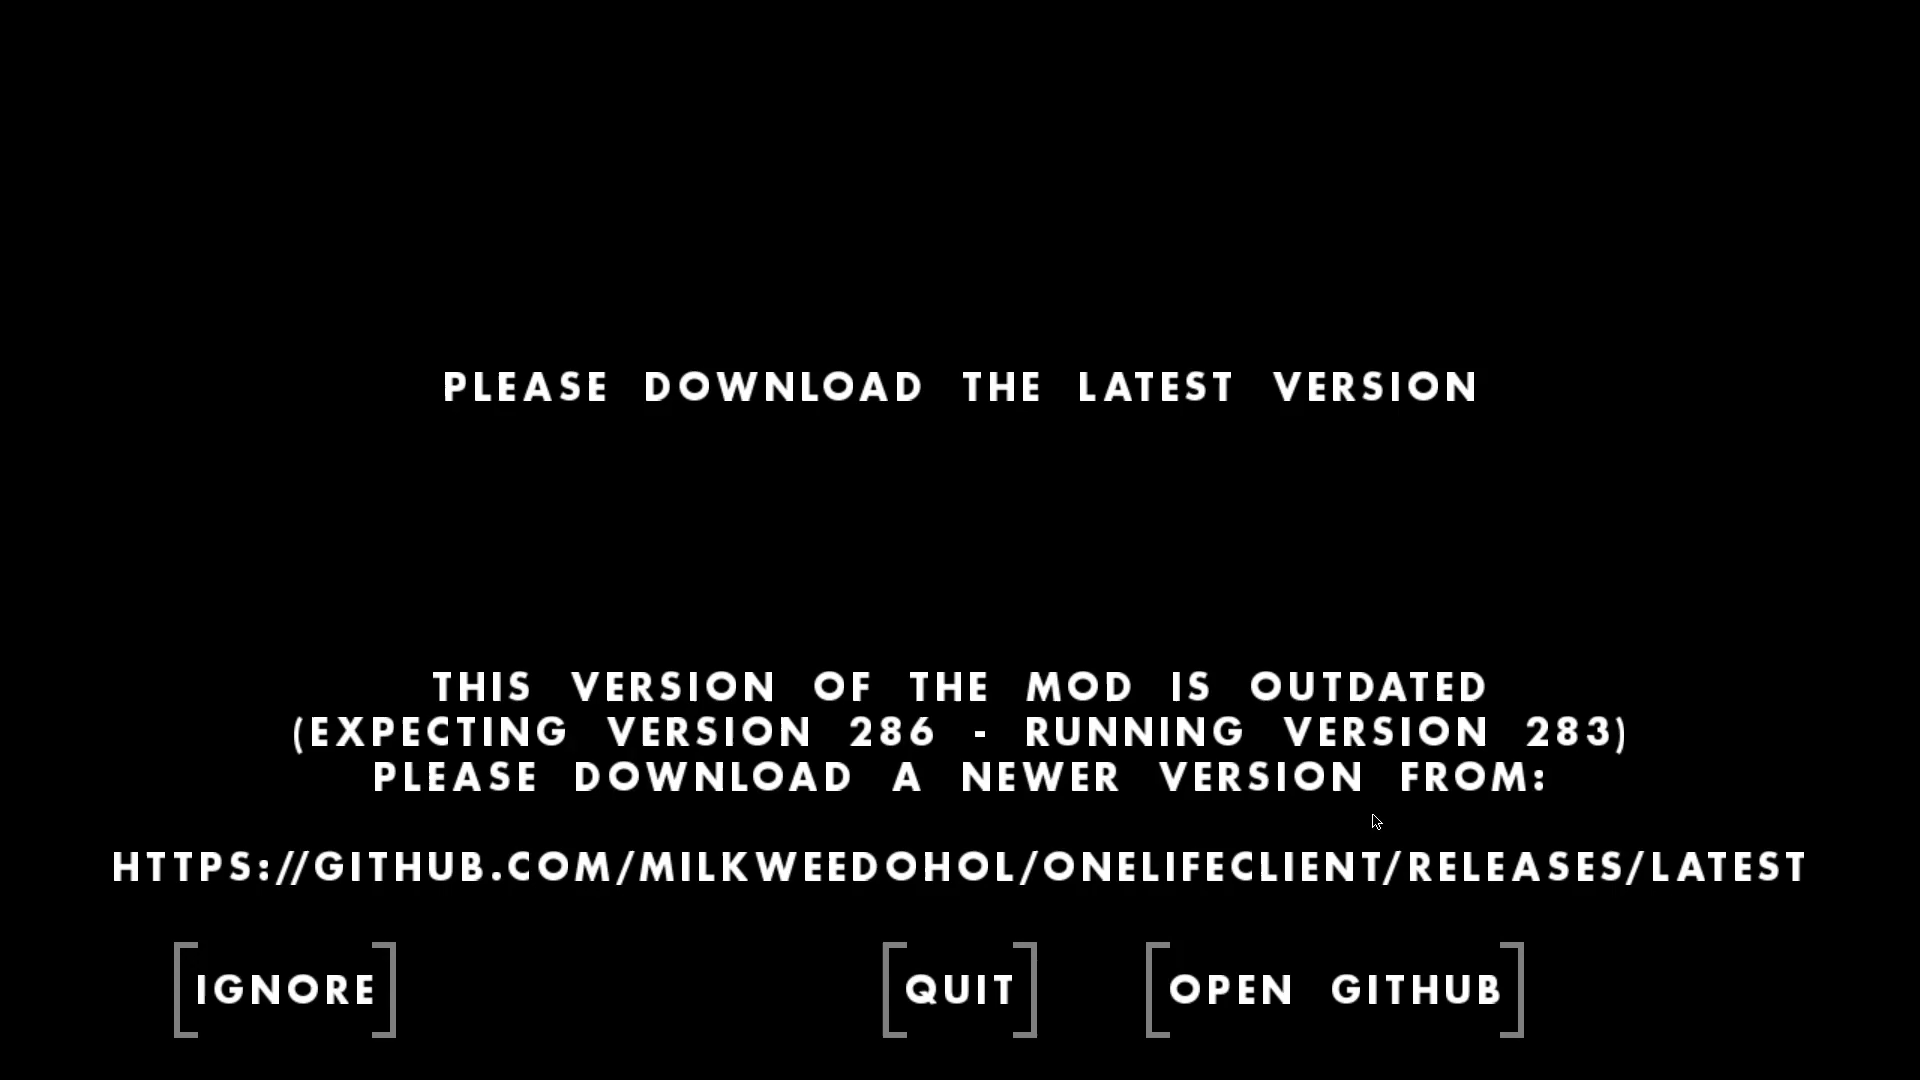 PLEASE DOWNLOAD THE LATEST VERSION
THIS VERSION OF THE MOD IS OUTDATED
(EXPECTING VERSION 286 - RUNNING VERSION 283)
PLEASE DOWNLOAD A NEWER VERSION FROM:
HTTPS://GITHUB.COM/MILKWEEDOHOL/ONELIFECLIENT/RELEASES/LATEST
IGNORE QUIT OPEN GITHUB